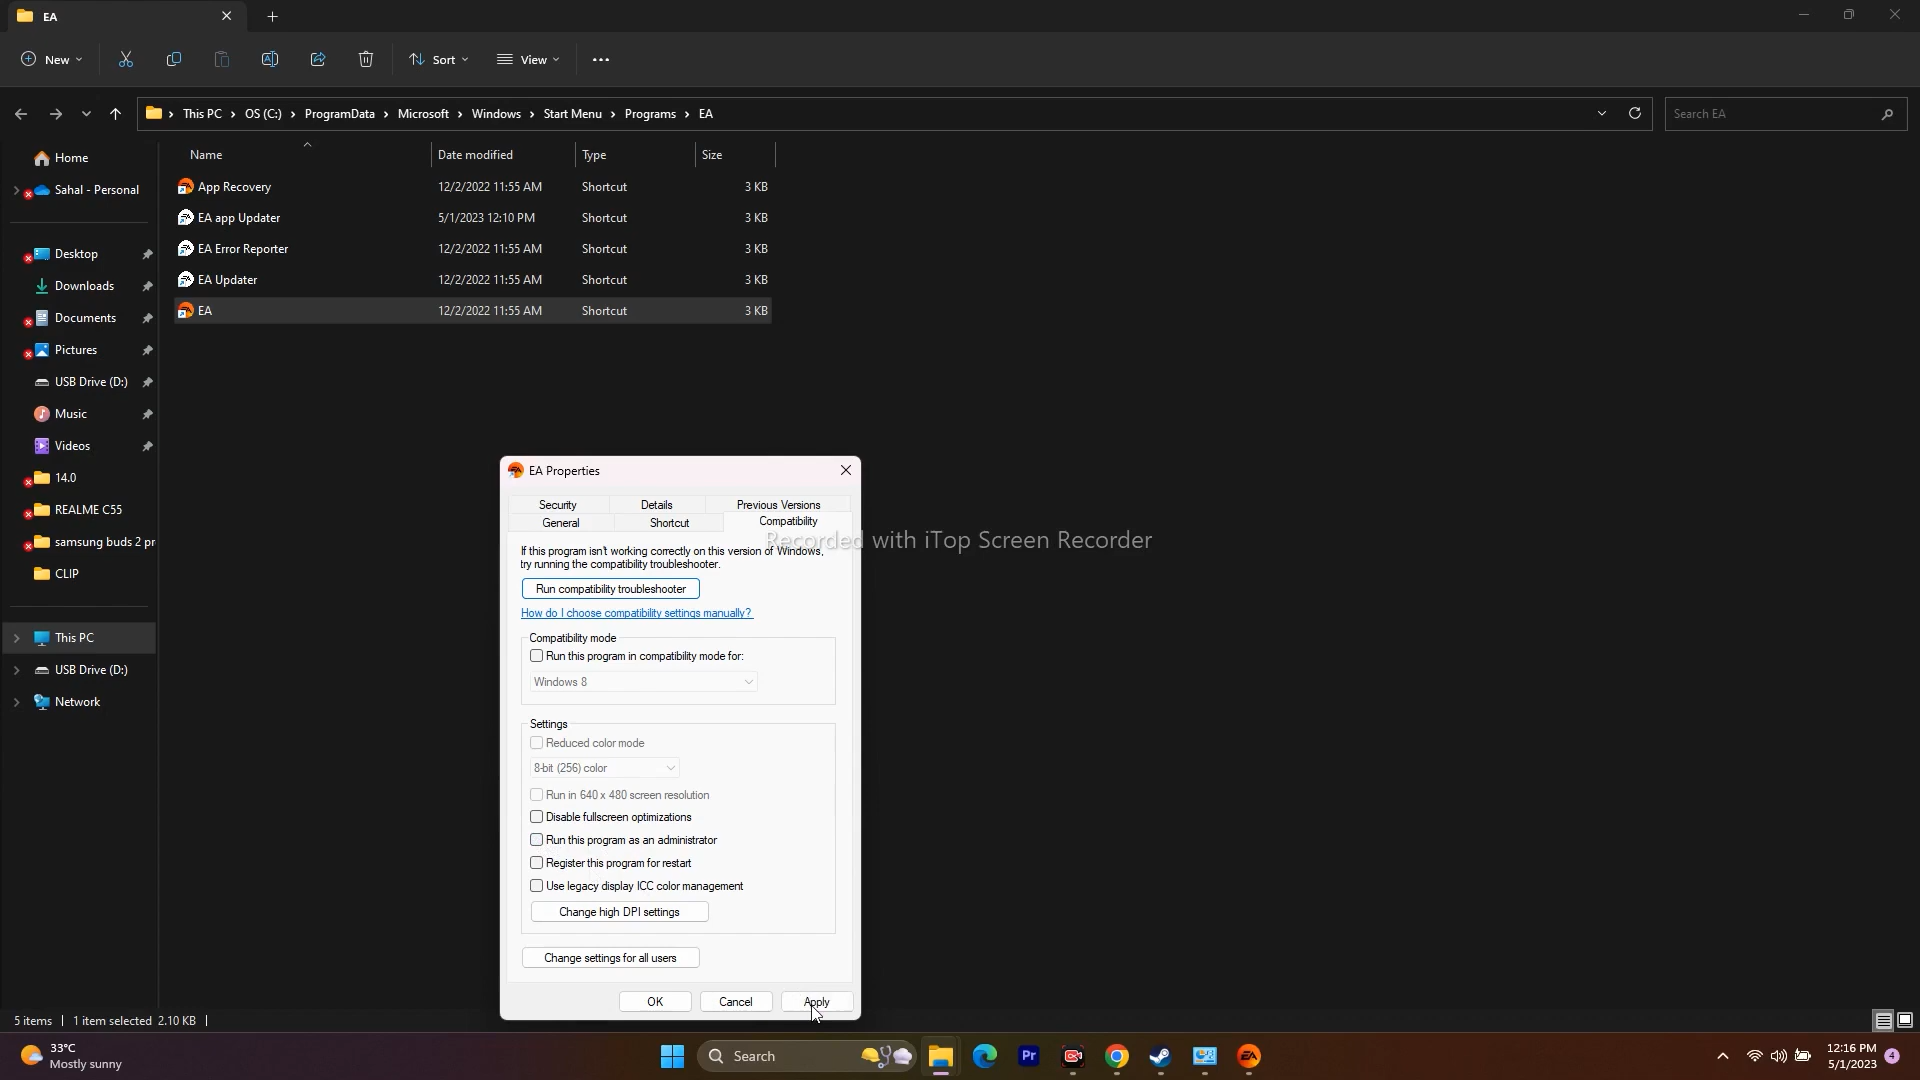 EA
New
Sort
View
This PC > OS (C:) > ProgramData > Microsoft > Windows > Start Menu > Programs > EA
Search EA
Name Date modified Type Size
Home
Sahal - Personal
Desktop
Downloads
Documents
Pictures
USB Drive (D:)
Music
Videos
14.0
REALME C55
samsung buds 2 pr
CLIP
This PC
USB Drive (D:)
Network
App Recovery 12/2/2022 11:55 AM Shortcut 3 KB
EA app Updater 5/1/2023 12:10 PM Shortcut 3 KB
EA Error Reporter 12/2/2022 11:55 AM Shortcut 3 KB
EA Updater 12/2/2022 11:55 AM Shortcut 3 KB
EA 12/2/2022 11:55 AM Shortcut 3 KB
EA Properties
Security Details Previous Versions
General Shortcut Compatibility
Recorded with iTop Screen Recorder
If this program isn't working correctly on this version of Windows,
try running the compatibility troubleshooter.
Run compatibility troubleshooter
How do I choose compatibility settings manually?
Compatibility mode
Run this program in compatibility mode for:
Windows 8
Settings
Reduced color mode
8-bit (256) color
Run in 640 x 480 screen resolution
Disable fullscreen optimizations
Run this program as an administrator
Register this program for restart
Use legacy display ICC color management
Change high DPI settings
Change settings for all users
OK Cancel Apply
5 items | 1 item selected 2.10 KB |
33°C
Mostly sunny
Search
Pr
EA
12:16 PM
5/1/2023
4